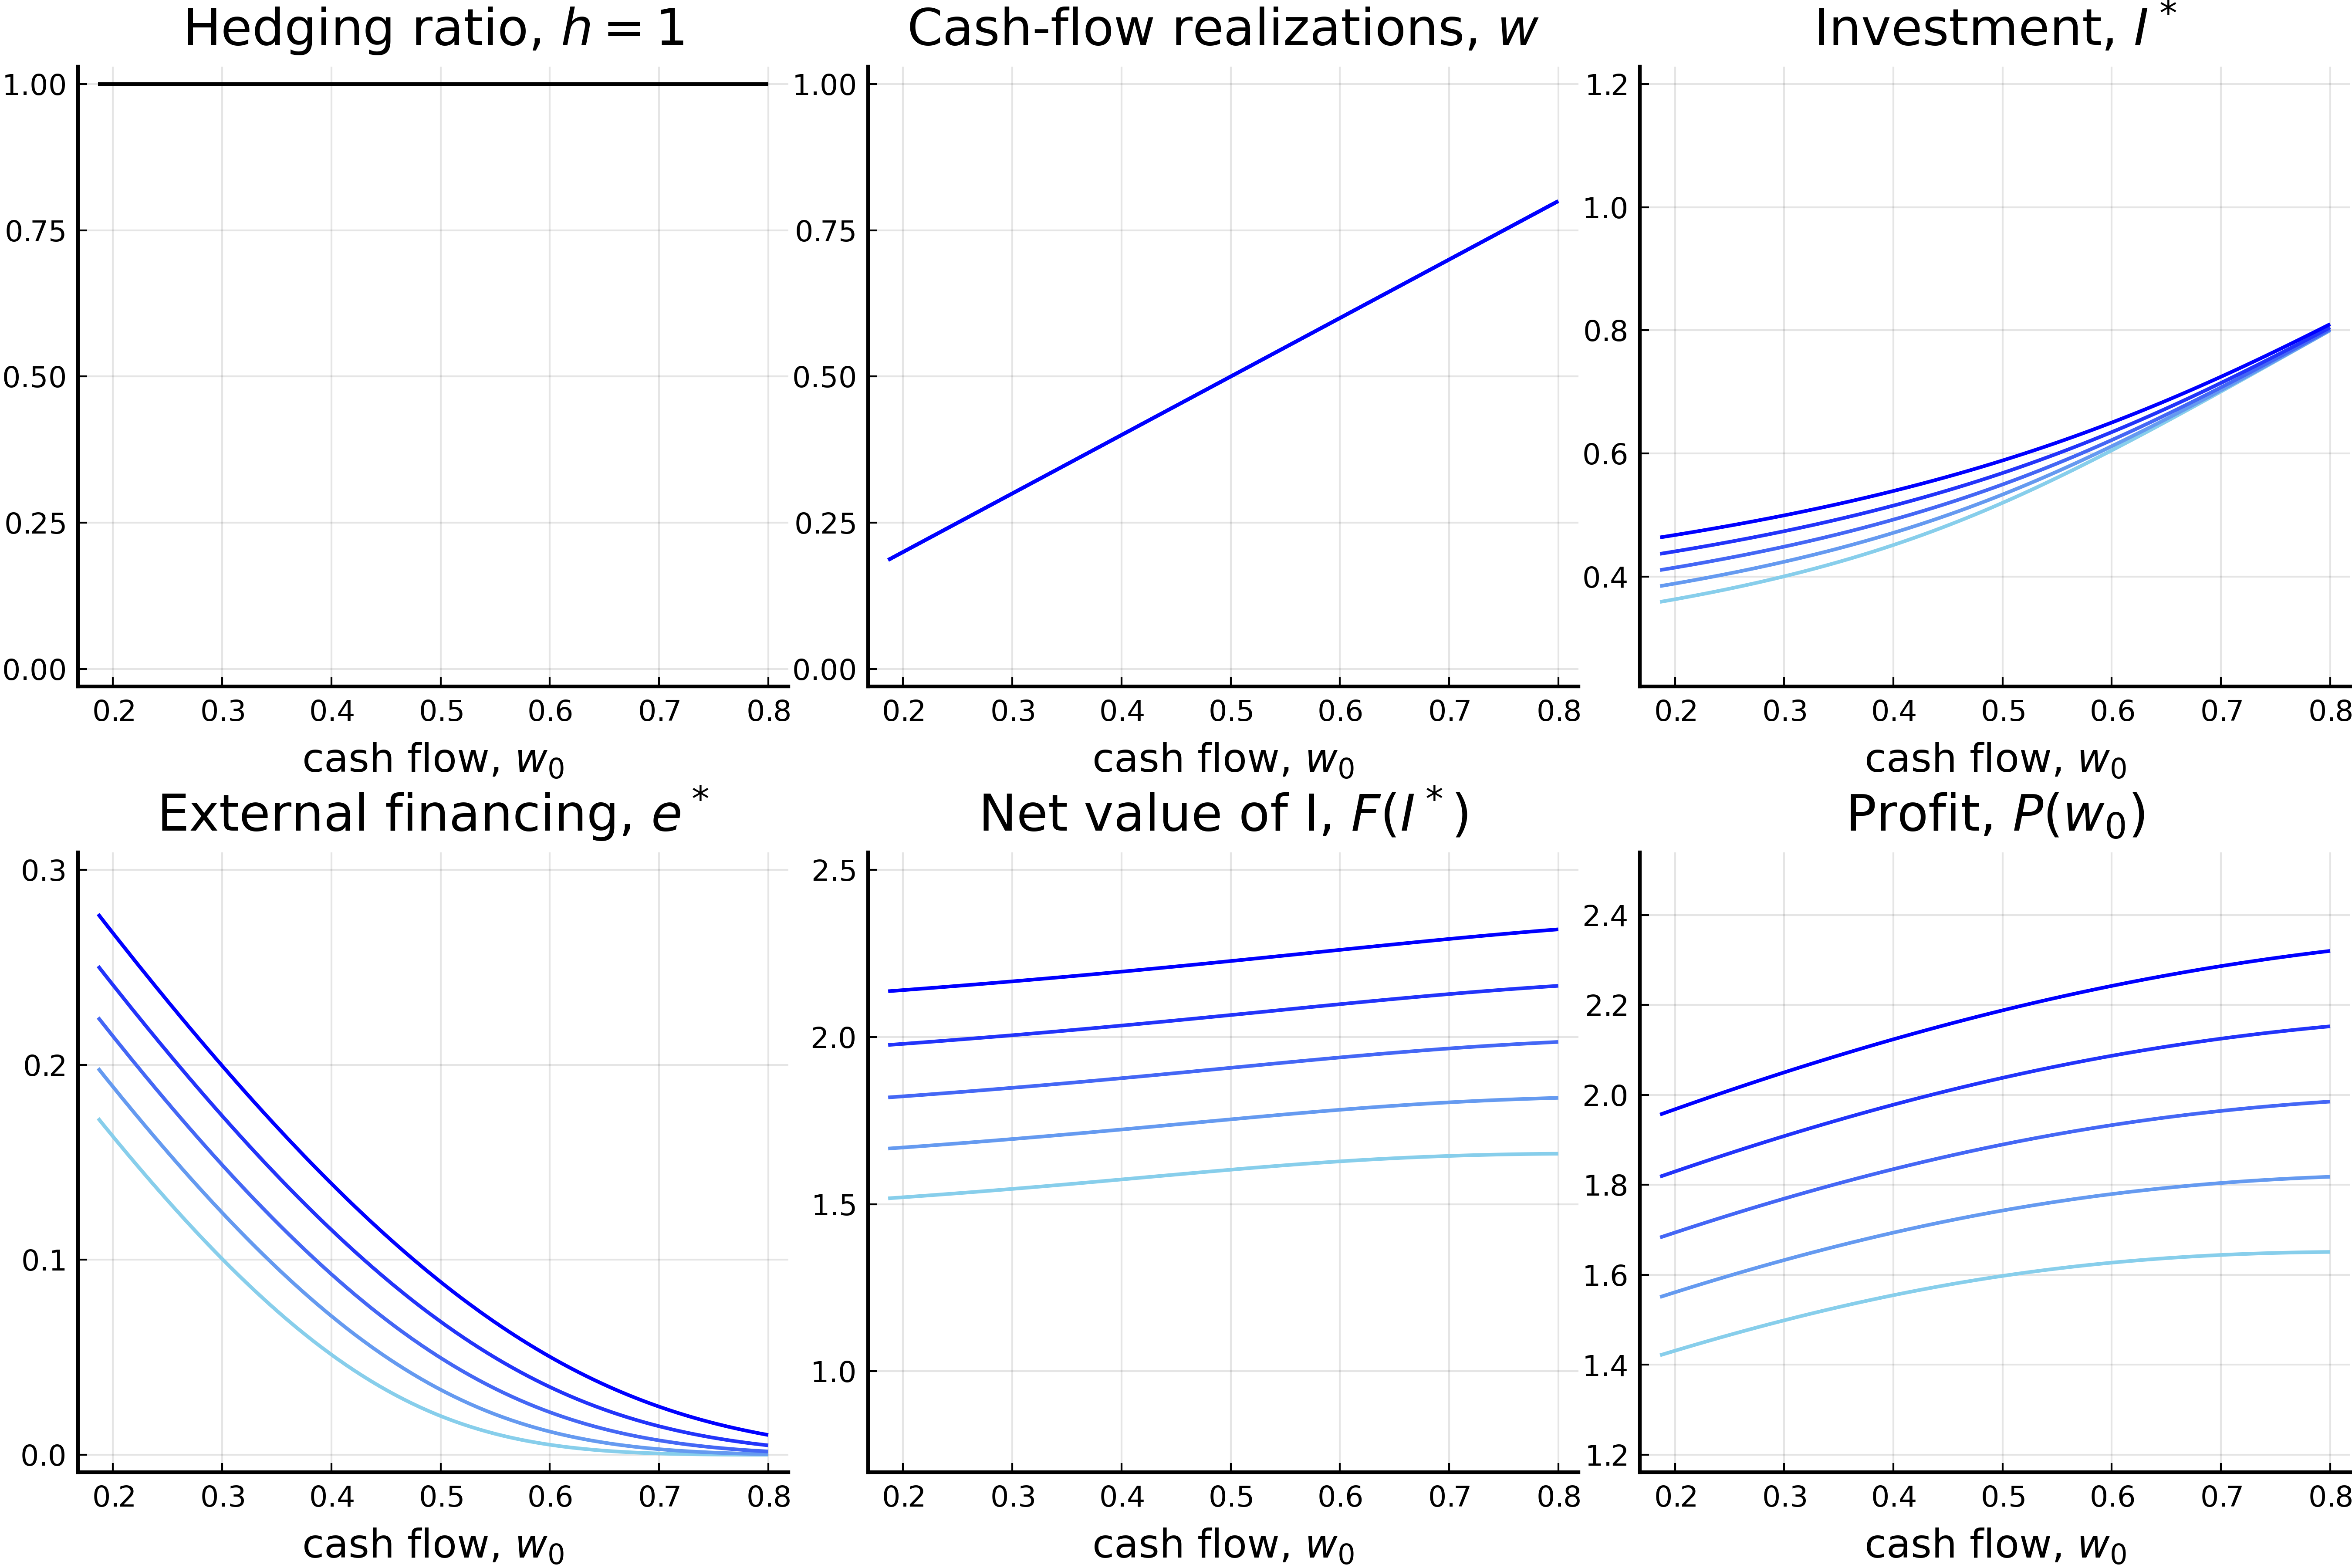 Hedging ratio, h = 1
1.00
0.75
0.50
0.25
0.00
0.2 0.3 0.4 0.5 0.6 0.7 0.8
cash flow, w₀
Cash-flow realizations, w
1.00
0.75
0.50
0.25
0.00
0.2 0.3 0.4 0.5 0.6 0.7 0.8
cash flow, w₀
Investment, I*
1.2
1.0
0.8
0.6
0.4
0.2 0.3 0.4 0.5 0.6 0.7 0.8
cash flow, w₀
External financing, e*
0.3
0.2
0.1
0.0
0.2 0.3 0.4 0.5 0.6 0.7 0.8
cash flow, w₀
Net value of I, F(I*)
2.5
2.0
1.5
1.0
0.2 0.3 0.4 0.5 0.6 0.7 0.8
cash flow, w₀
Profit, P(w₀)
2.4
2.2
2.0
1.8
1.6
1.4
1.2
0.2 0.3 0.4 0.5 0.6 0.7 0.8
cash flow, w₀